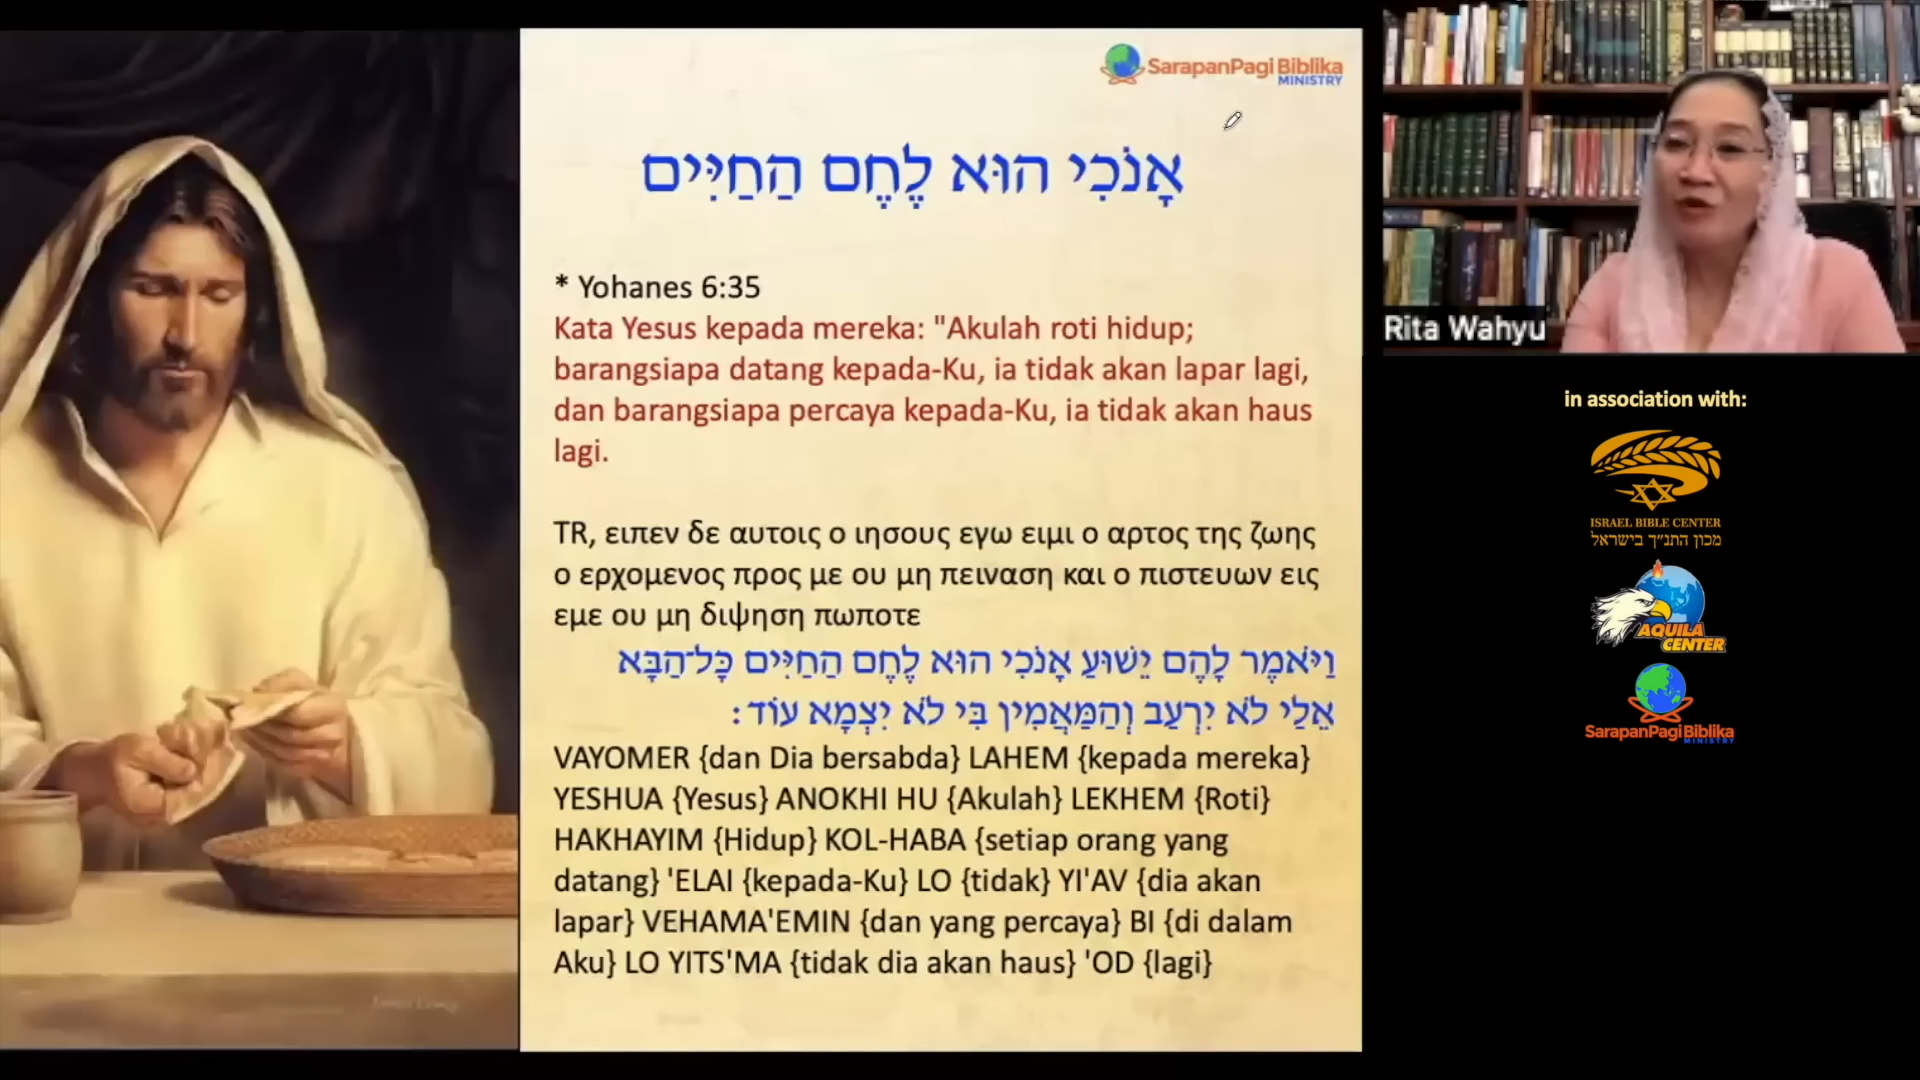 SarapanPagi Biblika
MINISTRY
אָנֹכִי הוּא לֶחֶם הַחַיִּים
* Yohanes 6:35
Kata Yesus kepada mereka: "Akulah roti hidup;
barangsiapa datang kepada-Ku, ia tidak akan lapar lagi,
dan barangsiapa percaya kepada-Ku, ia tidak akan haus
lagi.
TR, ειπεν δε αυτοις ο ιησους εγω ειμι ο αρτος της ζωης
ο ερχομενος προς με ου μη πειναση και ο πιστευων εις
εμε ου μη διψηση πωποτε
וַיֹּאמֶר לָהֶם יֵשׁוּעַ אָנֹכִי הוּא לֶחֶם הַחַיִּים כָּל־הַבָּא
אֵלַי לֹא יִרְעַב וְהַמַּאֲמִין בִּי לֹא יִצְמָא עוֹד׃
VAYOMER {dan Dia bersabda} LAHEM {kepada mereka}
YESHUA {Yesus} ANOKHI HU {Akulah} LEKHEM {Roti}
HAKHAYIM {Hidup} KOL-HABA {setiap orang yang
datang} 'ELAI {kepada-Ku} LO {tidak} YI'AV {dia akan
lapar} VEHAMA'EMIN {dan yang percaya} BI {di dalam
Aku} LO YITS'MA {tidak dia akan haus} 'OD {lagi}
Rita Wahyu
in association with:
ISRAEL BIBLE CENTER
מכון התנ״ך בישראל
AQUILA
CENTER
SarapanPagi Biblika
MINISTRY